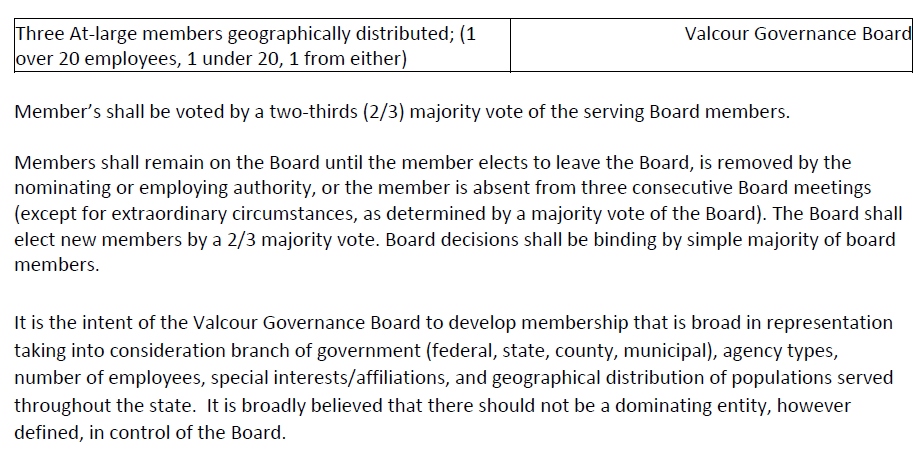 Three At-large members geographically distributed; (1
over 20 employees, 1 under 20, 1 from either)
Valcour Governance Board
Member’s shall be voted by a two-thirds (2/3) majority vote of the serving Board members.
Members shall remain on the Board until the member elects to leave the Board, is removed by the
nominating or employing authority, or the member is absent from three consecutive Board meetings
(except for extraordinary circumstances, as determined by a majority vote of the Board). The Board shall
elect new members by a 2/3 majority vote. Board decisions shall be binding by simple majority of board
members.
It is the intent of the Valcour Governance Board to develop membership that is broad in representation
taking into consideration branch of government (federal, state, county, municipal), agency types,
number of employees, special interests/affiliations, and geographical distribution of populations served
throughout the state.  It is broadly believed that there should not be a dominating entity, however
defined, in control of the Board.